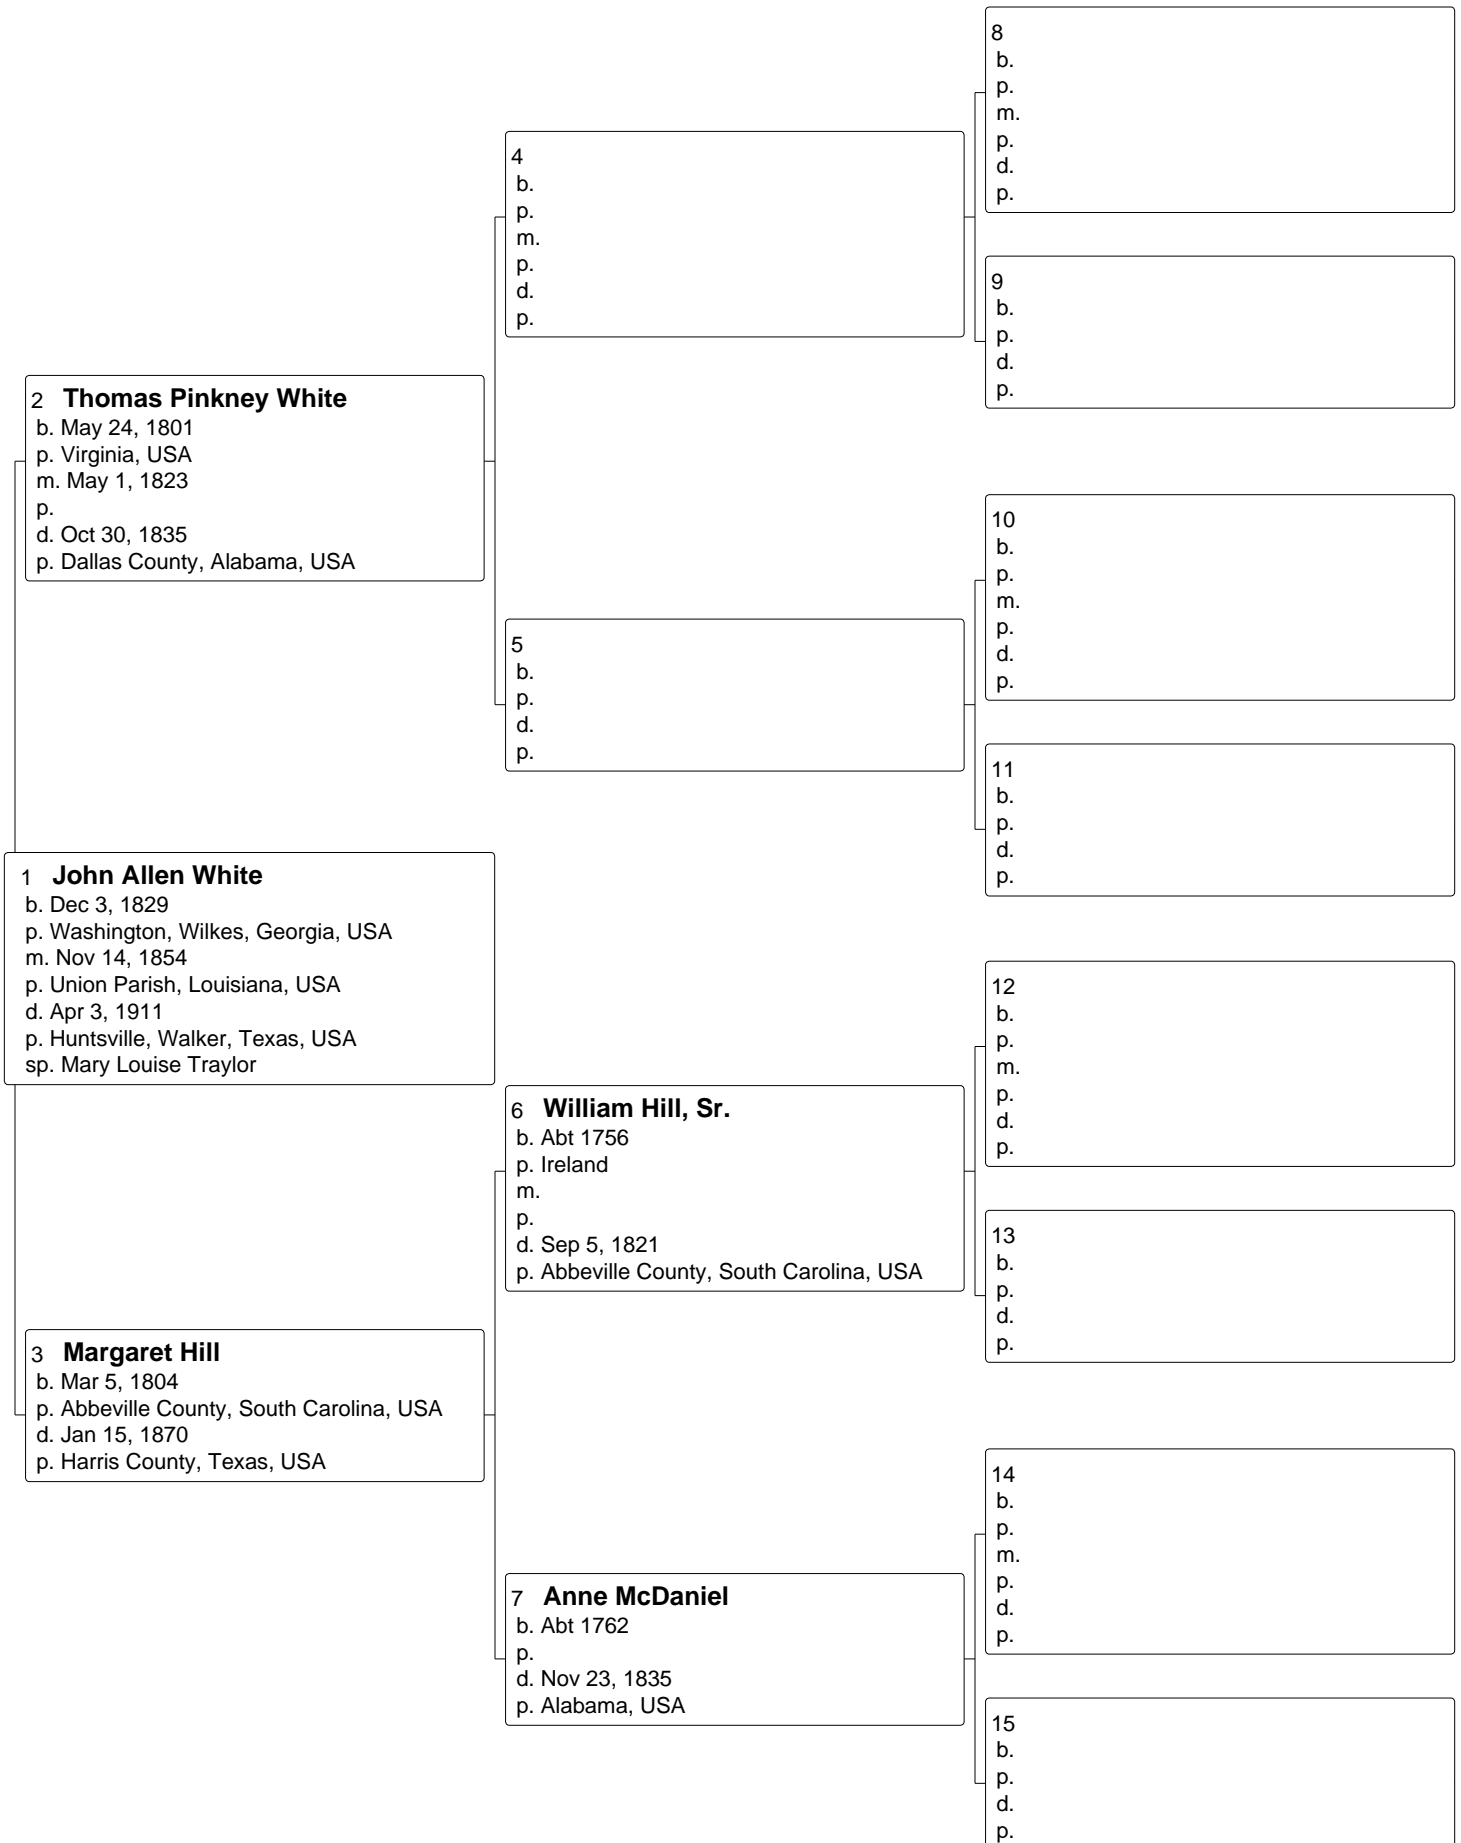 8
b.
p.
m.
p.
d.
p.
4
b.
p.
m.
p.
d.
p.
9
b.
p.
d.
p.
2 Thomas Pinkney White
b. May 24, 1801
p. Virginia, USA
m. May 1, 1823
p.
d. Oct 30, 1835
p. Dallas County, Alabama, USA
10
b.
p.
m.
p.
d.
p.
5
b.
p.
d.
p.
11
b.
p.
d.
p.
1 John Allen White
b. Dec 3, 1829
p. Washington, Wilkes, Georgia, USA
m. Nov 14, 1854
p. Union Parish, Louisiana, USA
d. Apr 3, 1911
p. Huntsville, Walker, Texas, USA
sp. Mary Louise Traylor
12
b.
p.
m.
p.
d.
p.
6 William Hill, Sr.
b. Abt 1756
p. Ireland
m.
p.
d. Sep 5, 1821
p. Abbeville County, South Carolina, USA
13
b.
p.
d.
p.
3 Margaret Hill
b. Mar 5, 1804
p. Abbeville County, South Carolina, USA
d. Jan 15, 1870
p. Harris County, Texas, USA
14
b.
p.
m.
p.
d.
p.
7 Anne McDaniel
b. Abt 1762
p.
d. Nov 23, 1835
p. Alabama, USA
15
b.
p.
d.
p.